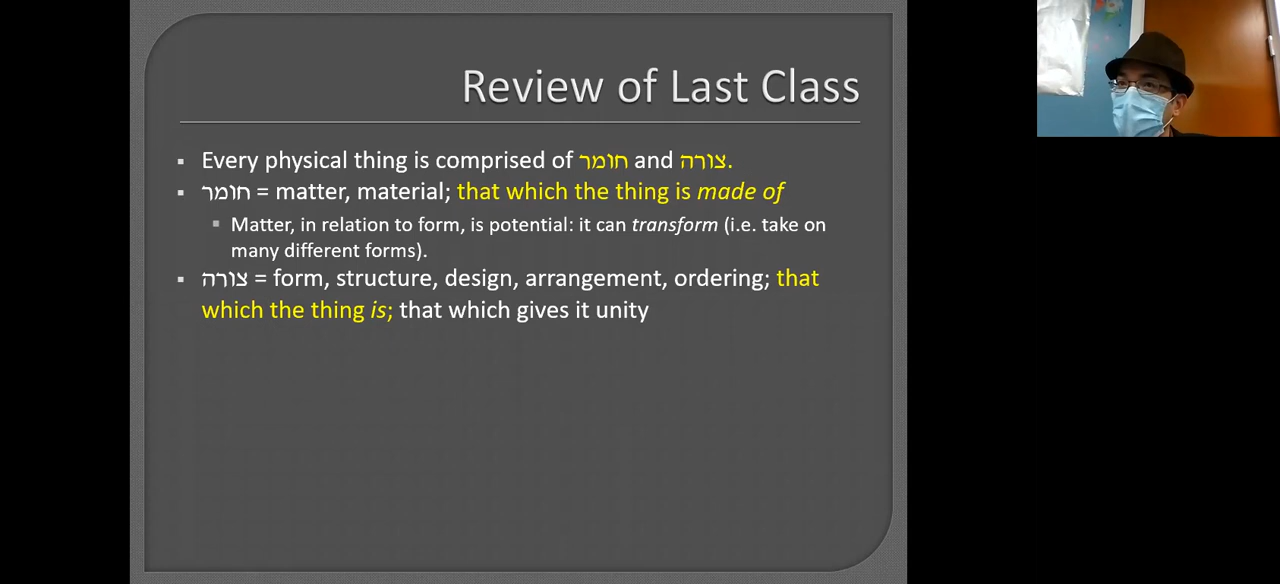 Review of Last Class
▪ Every physical thing is comprised of חומר and צורה.
▪ חומר = matter, material; that which the thing is made of
▪ Matter, in relation to form, is potential: it can transform (i.e. take on
many different forms).
▪ צורה = form, structure, design, arrangement, ordering; that
which the thing is; that which gives it unity